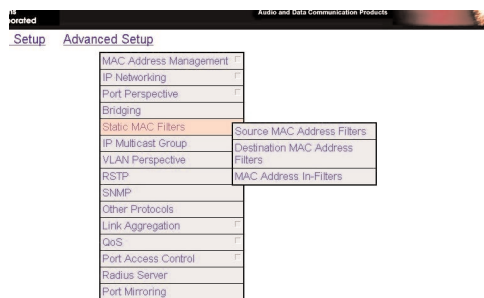 orated
Audio and Data Communication Products
Setup
Advanced Setup
MAC Address Management
IP Networking
Port Perspective
Bridging
Static MAC Filters
Source MAC Address Filters
Destination MAC Address
Filters
MAC Address In-Filters
IP Multicast Group
VLAN Perspective
RSTP
SNMP
Other Protocols
Link Aggregation
QoS
Port Access Control
Radius Server
Port Mirroring